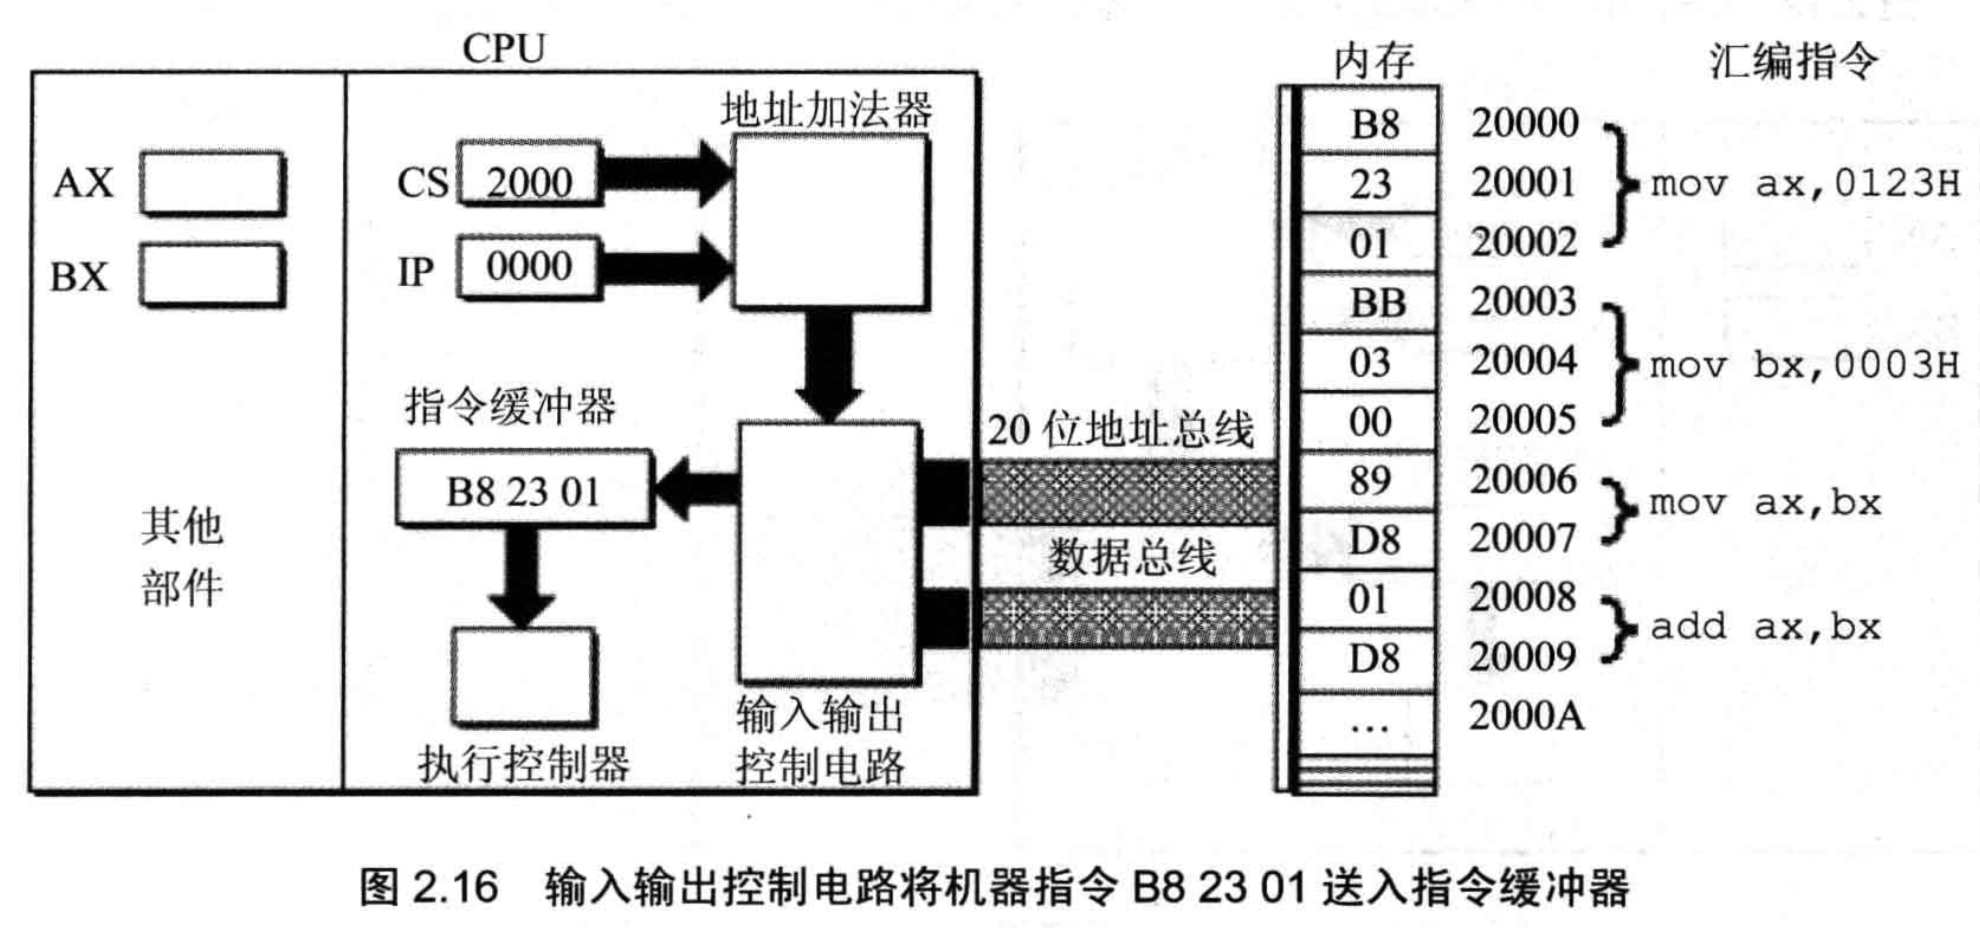 CPU
内存
汇编指令
地址加法器
AX
CS
2000
BX
IP
0000
指令缓冲器
B8 23 01
其他
部件
执行控制器
输入输出
控制电路
20 位地址总线
数据总线
B8 20000
23 20001 mov ax,0123H
01 20002
BB 20003
03 20004 mov bx,0003H
00 20005
89 20006
mov ax,bx
D8 20007
01 20008
add ax,bx
D8 20009
… 2000A
图 2.16 输入输出控制电路将机器指令 B8 23 01 送入指令缓冲器